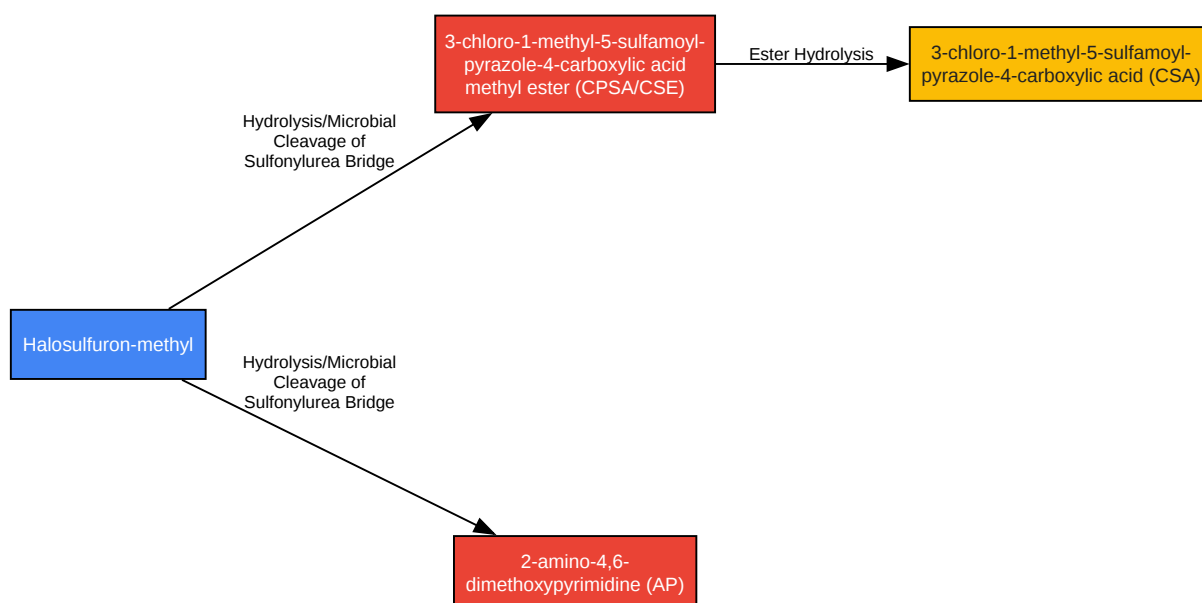 3-chloro-1-methyl-5-sulfamoyl-
pyrazole-4-carboxylic acid
methyl ester (CPSA/CSE)
Ester Hydrolysis
3-chloro-1-methyl-5-sulfamoyl-
pyrazole-4-carboxylic acid (CSA)
Hydrolysis/Microbial
Cleavage of
Sulfonylurea Bridge
Halosulfuron-methyl
Hydrolysis/Microbial
Cleavage of
Sulfonylurea Bridge
2-amino-4,6-
dimethoxypyrimidine (AP)